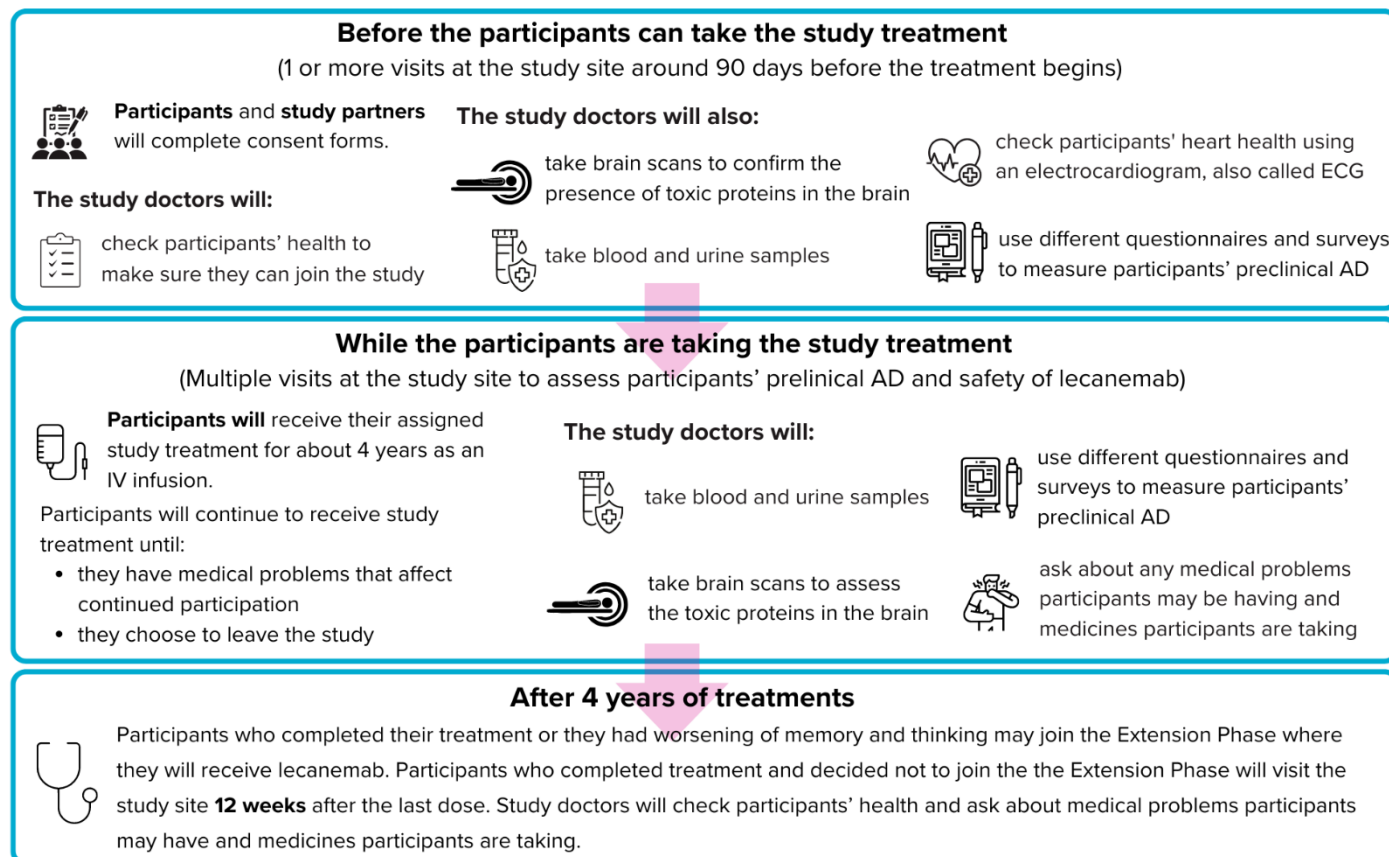 Before the participants can take the study treatment
(1 or more visits at the study site around 90 days before the treatment begins)
Participants and study partners
will complete consent forms.
The study doctors will:
check participants’ health to
make sure they can join the study
The study doctors will also:
take brain scans to confirm the
presence of toxic proteins in the brain
take blood and urine samples
check participants' heart health using
an electrocardiogram, also called ECG
use different questionnaires and surveys
to measure participants’ preclinical AD
While the participants are taking the study treatment
(Multiple visits at the study site to assess participants’ prelinical AD and safety of lecanemab)
Participants will receive their assigned
study treatment for about 4 years as an
IV infusion.
Participants will continue to receive study
treatment until:
• they have medical problems that affect
continued participation
• they choose to leave the study
The study doctors will:
take blood and urine samples
take brain scans to assess
the toxic proteins in the brain
use different questionnaires and
surveys to measure participants’
preclinical AD
ask about any medical problems
participants may be having and
medicines participants are taking
After 4 years of treatments
Participants who completed their treatment or they had worsening of memory and thinking may join the Extension Phase where
they will receive lecanemab. Participants who completed treatment and decided not to join the the Extension Phase will visit the
study site 12 weeks after the last dose. Study doctors will check participants’ health and ask about medical problems participants
may have and medicines participants are taking.